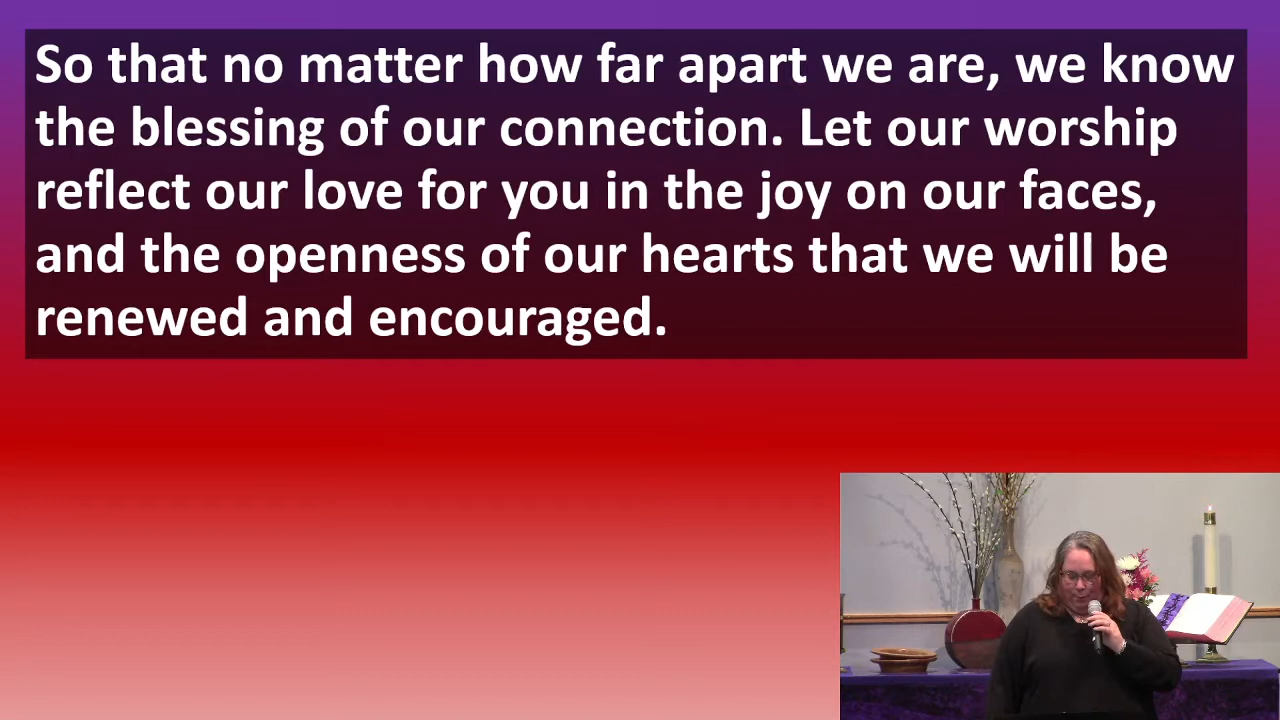 So that no matter how far apart we are, we know
the blessing of our connection. Let our worship
reflect our love for you in the joy on our faces,
and the openness of our hearts that we will be
renewed and encouraged.